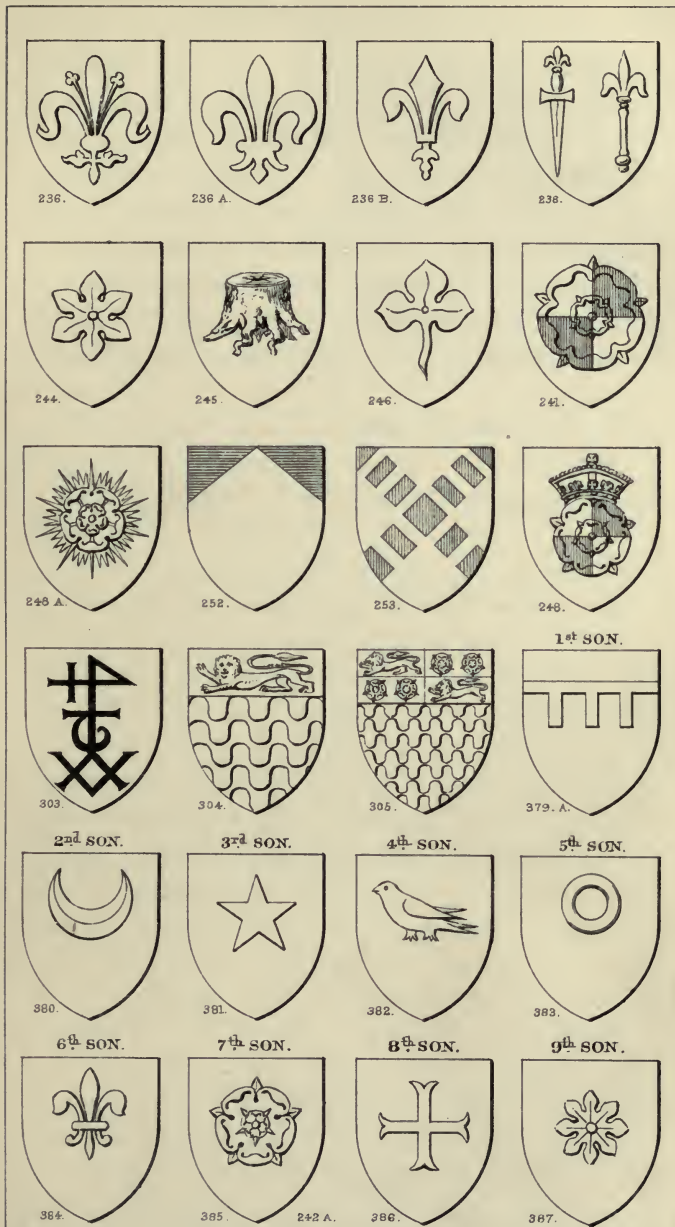 236. 236 A. 236 B. 238.
244. 245. 246. 241.
248 A. 252. 253. 248.
1st SON.
303. 304. 305. 379. A.
2nd SON. 3rd SON. 4th SON. 5th SON.
380. 381. 382. 383.
6th SON. 7th SON. 8th SON. 9th SON.
384. 385. 242 A. 386. 387.